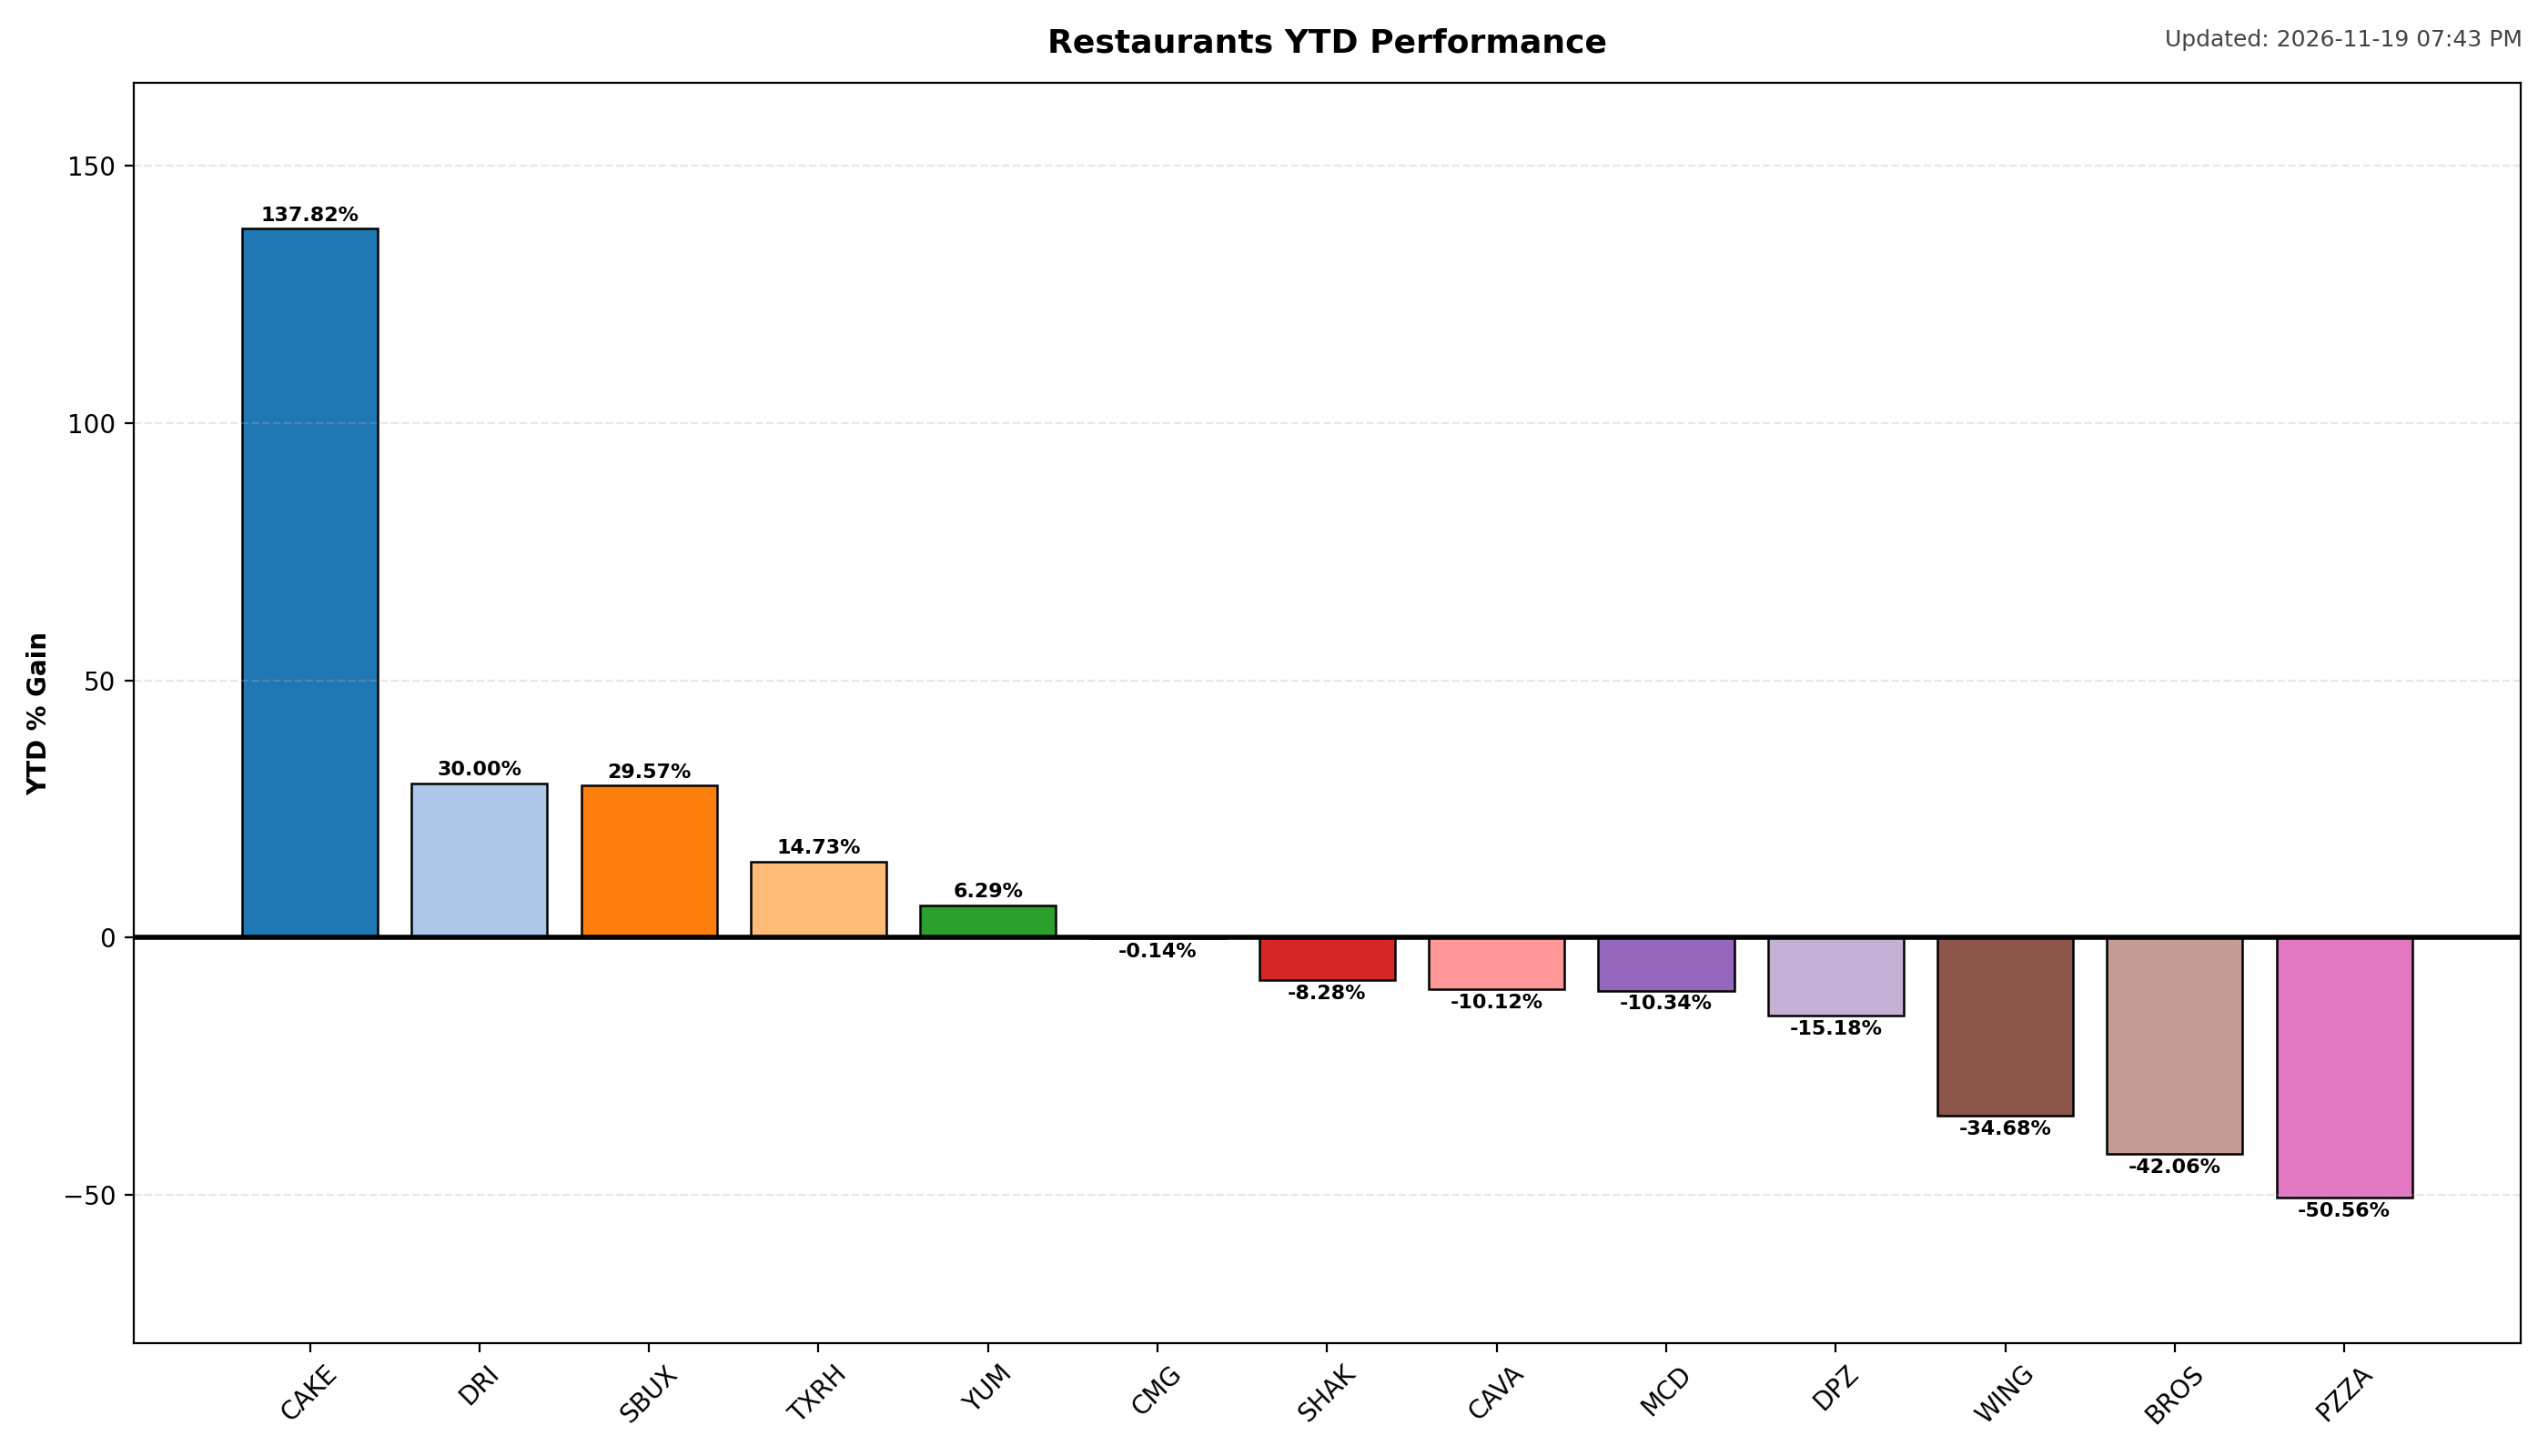 Restaurants YTD Performance
Updated: 2026-11-19 07:43 PM
YTD % Gain
150
100
50
0
−50
137.82%
30.00%
29.57%
14.73%
6.29%
-0.14%
-8.28%
-10.12%
-10.34%
-15.18%
-34.68%
-42.06%
-50.56%
CAKE
DRI
SBUX
TXRH
YUM
CMG
SHAK
CAVA
MCD
DPZ
WING
BROS
PZZA